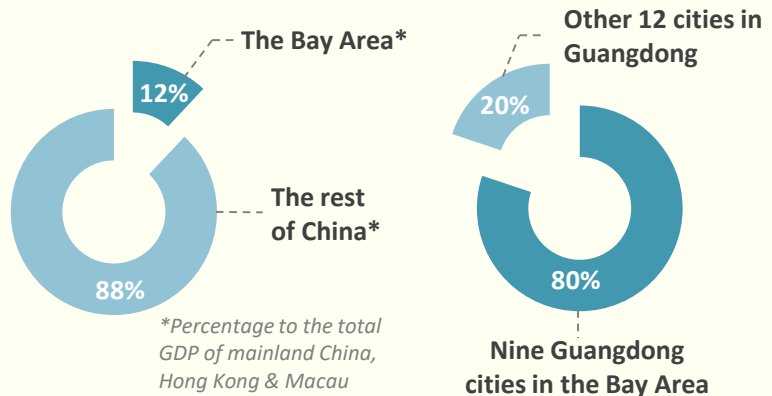 The Bay Area*
12%
The rest
of China*
88%
*Percentage to the total
GDP of mainland China,
Hong Kong & Macau
Other 12 cities in
Guangdong
20%
80%
Nine Guangdong
cities in the Bay Area